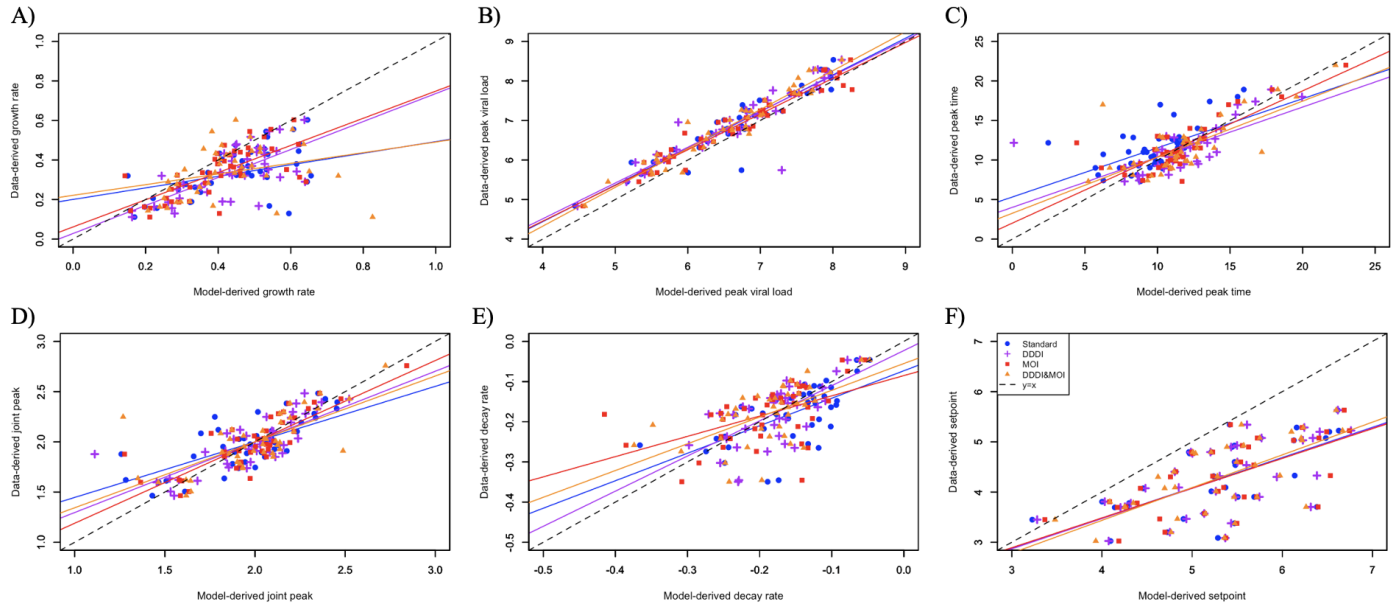 A)
Data-derived growth rate
1.0
0.8
0.6
0.4
0.2
0.0
0.0 0.2 0.4 0.6 0.8 1.0
Model-derived growth rate
B)
Data-derived peak viral load
9
8
7
6
5
4
4 5 6 7 8 9
Model-derived peak viral load
C)
Data-derived peak time
25
20
15
10
5
0
0 5 10 15 20 25
Model-derived peak time
D)
Data-derived joint peak
3.0
2.5
2.0
1.5
1.0
1.0 1.5 2.0 2.5 3.0
Model-derived joint peak
E)
Data-derived decay rate
0.0
-0.1
-0.2
-0.3
-0.4
-0.5
-0.5 -0.4 -0.3 -0.2 -0.1 0.0
Model-derived decay rate
F)
Data-derived setpoint
7
6
5
4
3
Standard
DDDI
MOI
DDDI&MOI
y=x
3 4 5 6 7
Model-derived setpoint